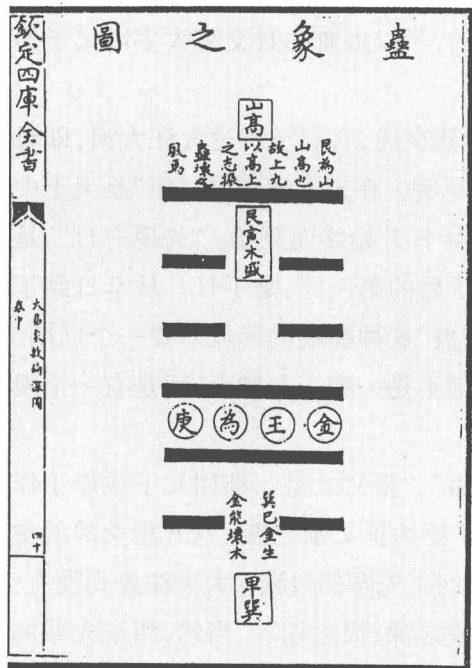 蠱象之圖
山高
艮為山
山高也
故上九
以高上
之志振
蠱壞之
風焉
艮寅木盛
金王為庚
巽巳金生
金能壞木
甲巽
欽定四庫全書
大易象數鈎深圖
卷中
四十